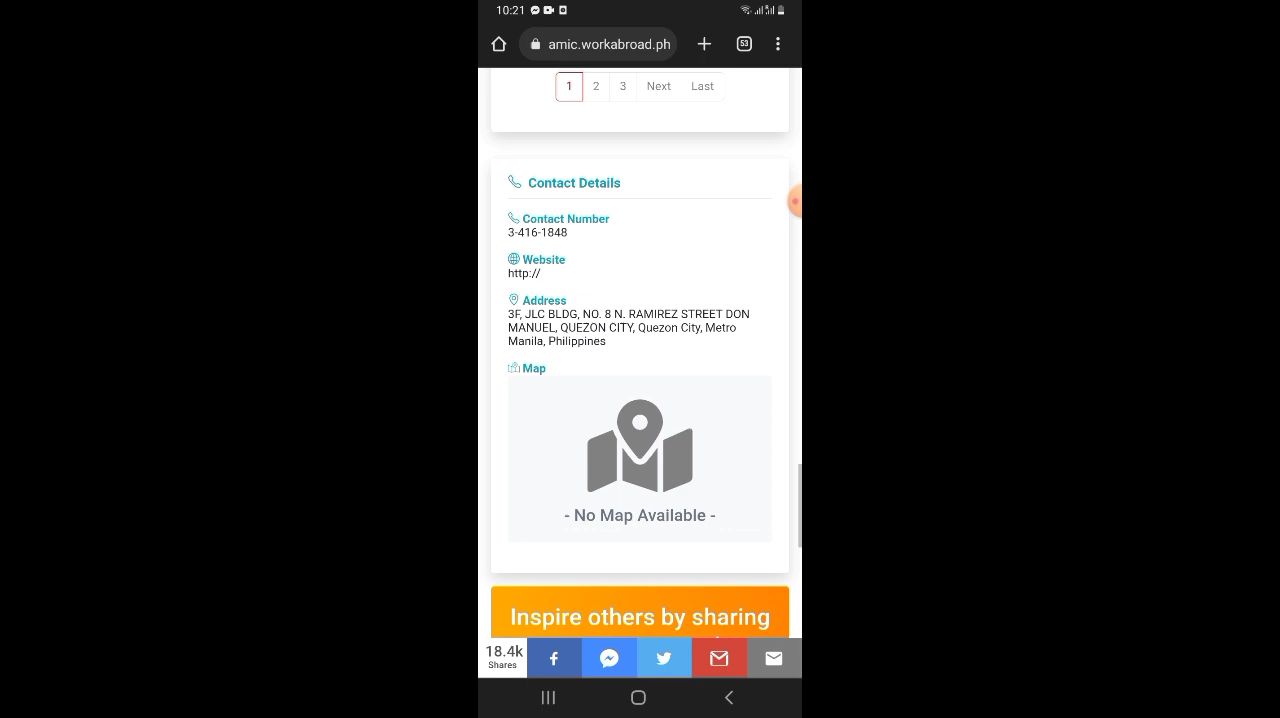 10:21
amic.workabroad.ph
53
1 2 3 Next Last
Contact Details
Contact Number
3-416-1848
Website
http://
Address
3F, JLC BLDG, NO. 8 N. RAMIREZ STREET DON
MANUEL, QUEZON CITY, Quezon City, Metro
Manila, Philippines
Map
- No Map Available -
Inspire others by sharing
18.4k
Shares